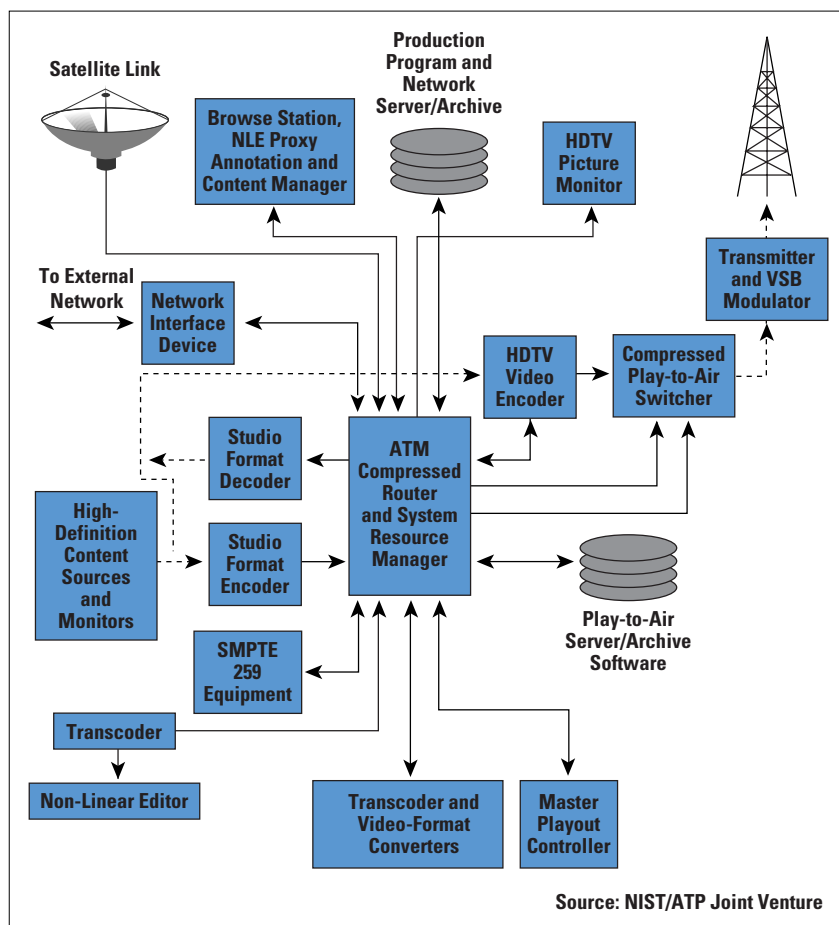 Satellite Link
Production
Program and
Network
Server/Archive
Browse Station,
NLE Proxy
Annotation and
Content Manager
HDTV
Picture
Monitor
Transmitter
and VSB
Modulator
To External
Network
Network
Interface
Device
HDTV
Video
Encoder
Compressed
Play-to-Air
Switcher
Studio
Format
Decoder
ATM
Compressed
Router
and System
Resource
Manager
High-
Definition
Content
Sources
and
Monitors
Studio
Format
Encoder
Play-to-Air
Server/Archive
Software
SMPTE
259
Equipment
Transcoder
Non-Linear Editor
Transcoder and
Video-Format
Converters
Master
Playout
Controller
Source: NIST/ATP Joint Venture